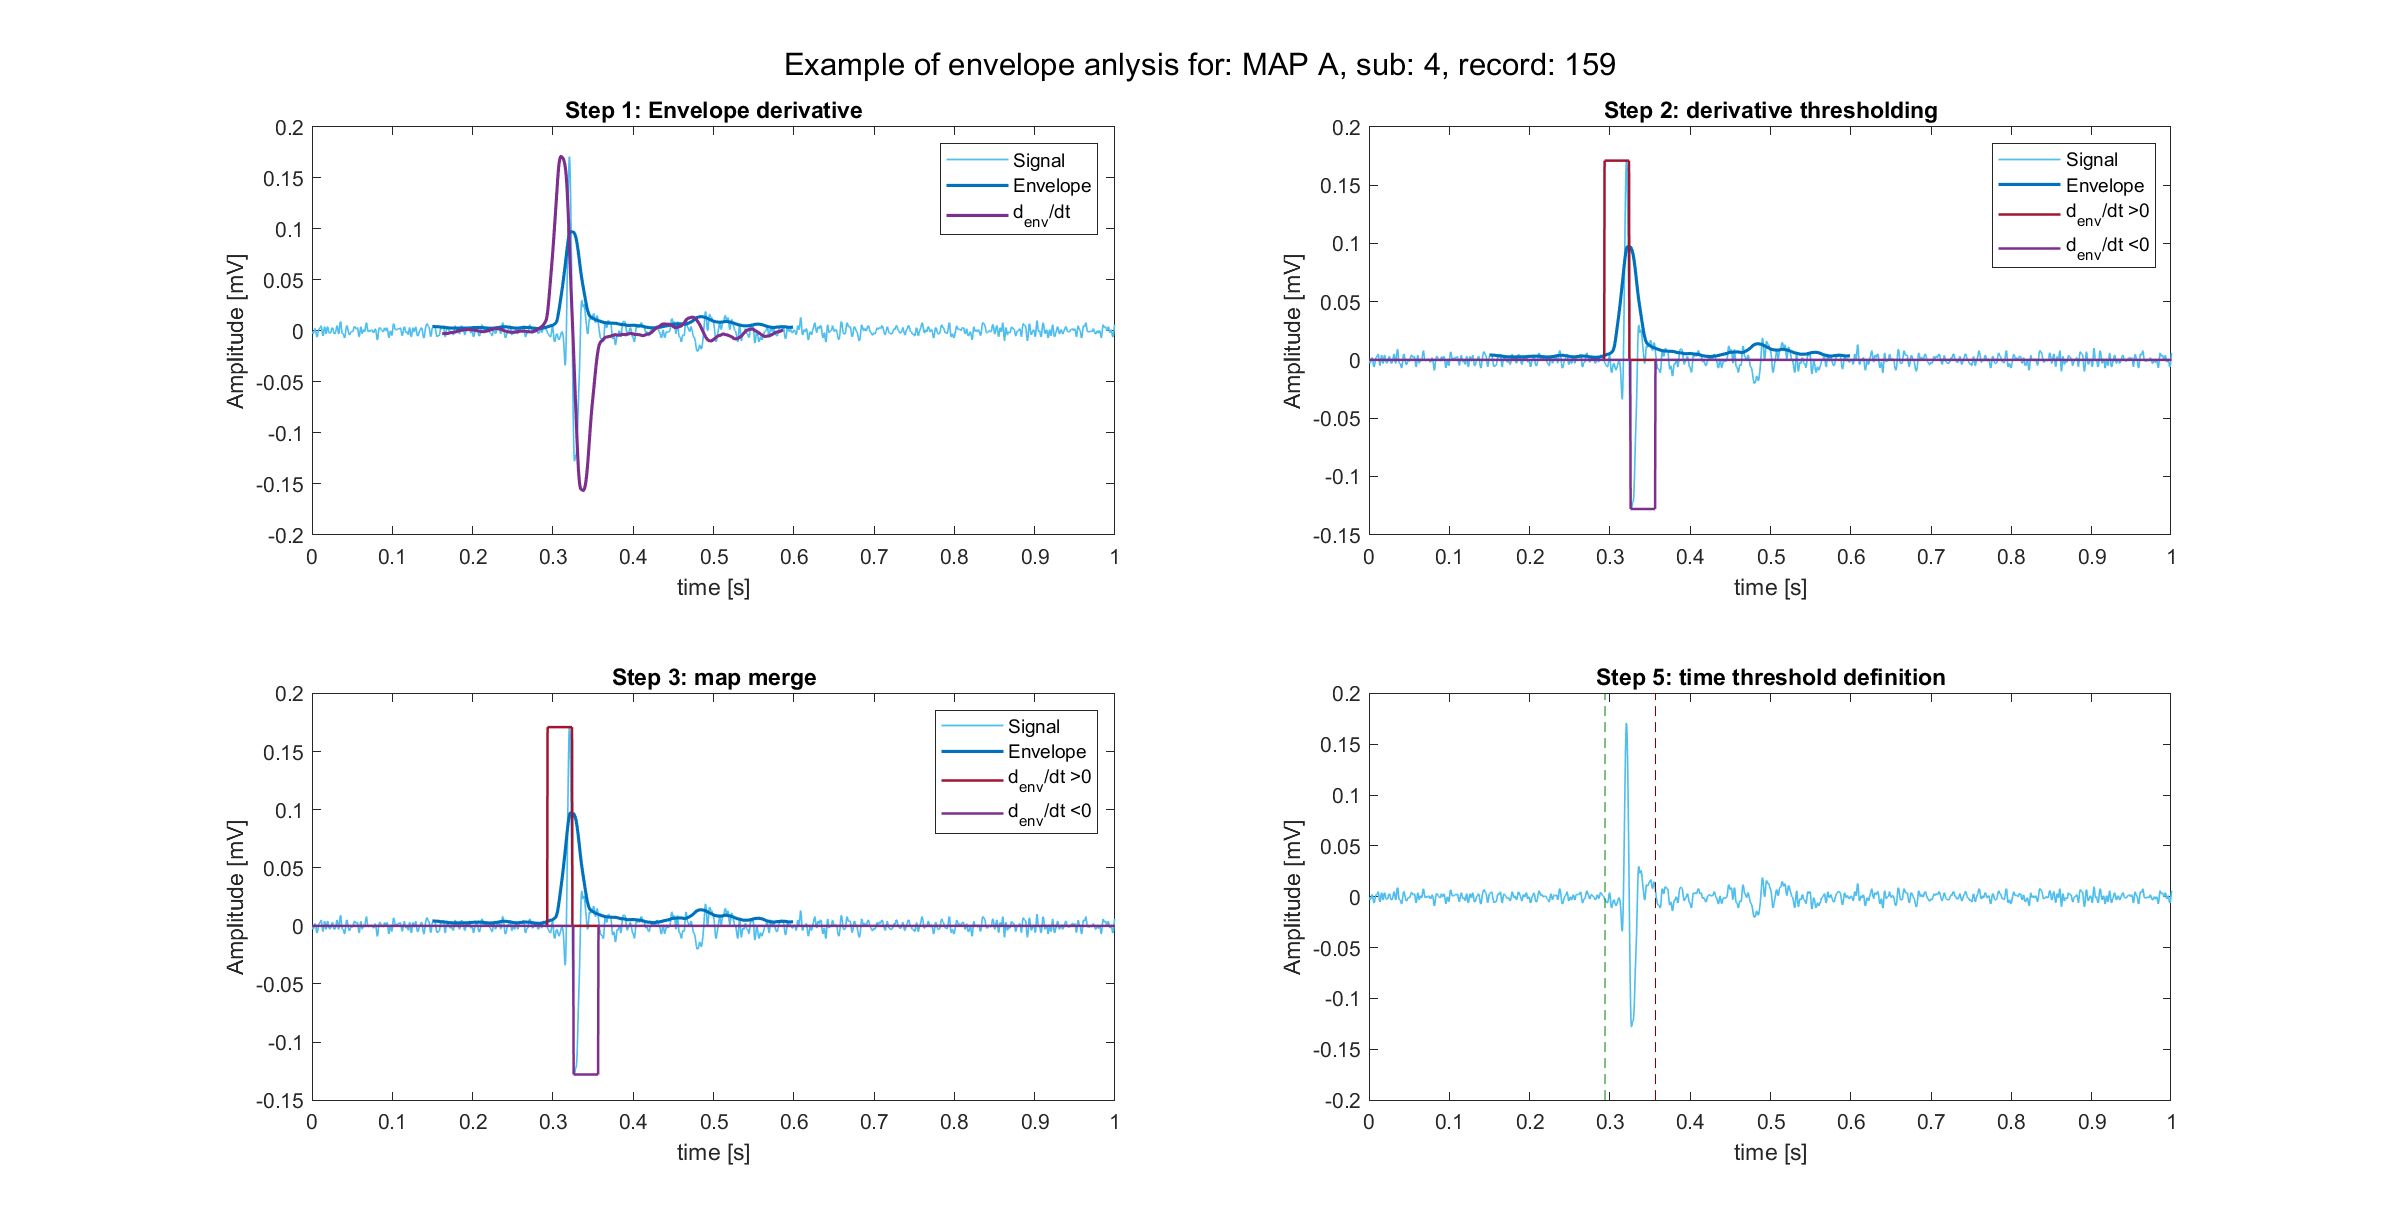 Example of envelope anlysis for: MAP A, sub: 4, record: 159
Step 1: Envelope derivative
Signal
Envelope
d_env/dt
Amplitude [mV]
0.2
0.15
0.1
0.05
0
-0.05
-0.1
-0.15
-0.2
0 0.1 0.2 0.3 0.4 0.5 0.6 0.7 0.8 0.9 1
time [s]
Step 2: derivative thresholding
Signal
Envelope
d_env/dt >0
d_env/dt <0
Amplitude [mV]
0.2
0.15
0.1
0.05
0
-0.05
-0.1
-0.15
0 0.1 0.2 0.3 0.4 0.5 0.6 0.7 0.8 0.9 1
time [s]
Step 3: map merge
Signal
Envelope
d_env/dt >0
d_env/dt <0
Amplitude [mV]
0.2
0.15
0.1
0.05
0
-0.05
-0.1
-0.15
0 0.1 0.2 0.3 0.4 0.5 0.6 0.7 0.8 0.9 1
time [s]
Step 5: time threshold definition
Amplitude [mV]
0.2
0.15
0.1
0.05
0
-0.05
-0.1
-0.15
-0.2
0 0.1 0.2 0.3 0.4 0.5 0.6 0.7 0.8 0.9 1
time [s]